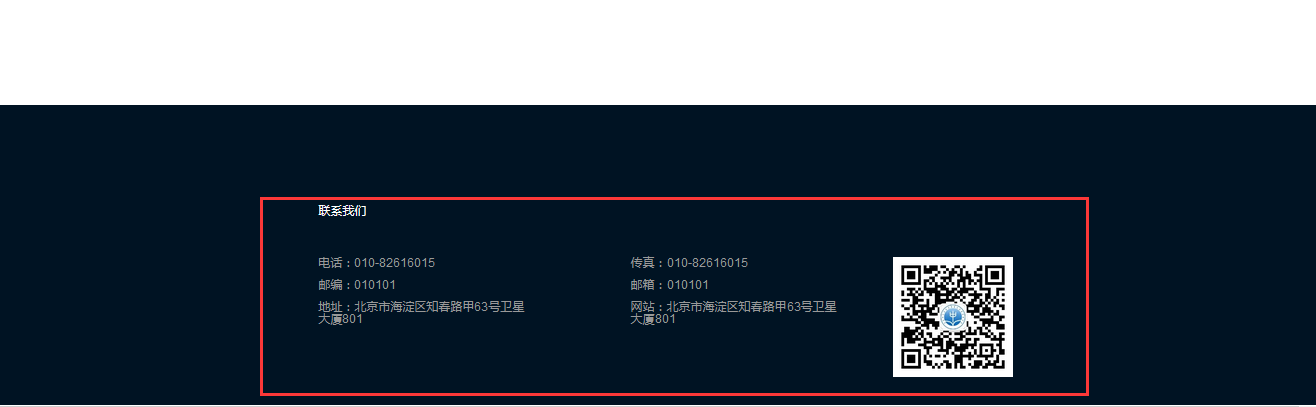 联系我们
电话：010-82616015
传真：010-82616015
邮编：010101
邮箱：010101
地址：北京市海淀区知春路甲63号卫星
大厦801
网站：北京市海淀区知春路甲63号卫星
大厦801